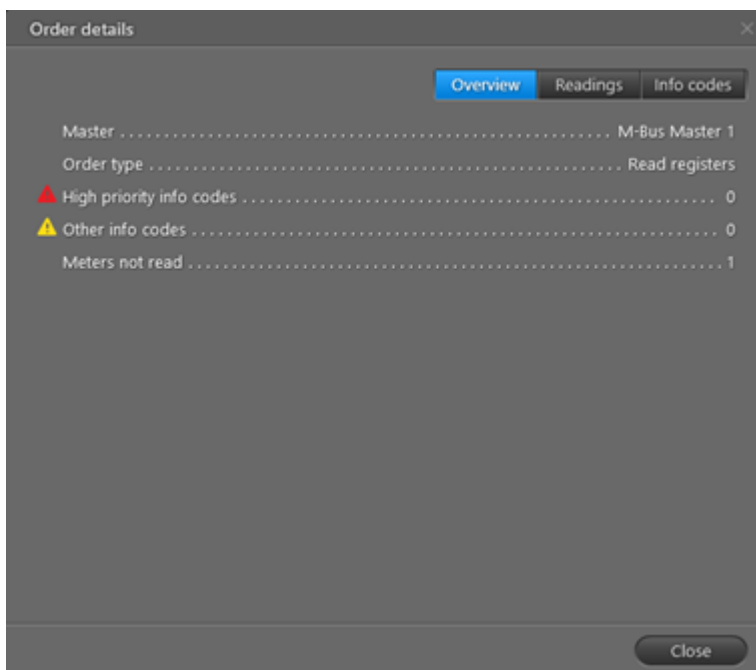 Order details
Overview Readings Info codes
Master M-Bus Master 1
Order type Read registers
High priority info codes 0
Other info codes 0
Meters not read 1
Close